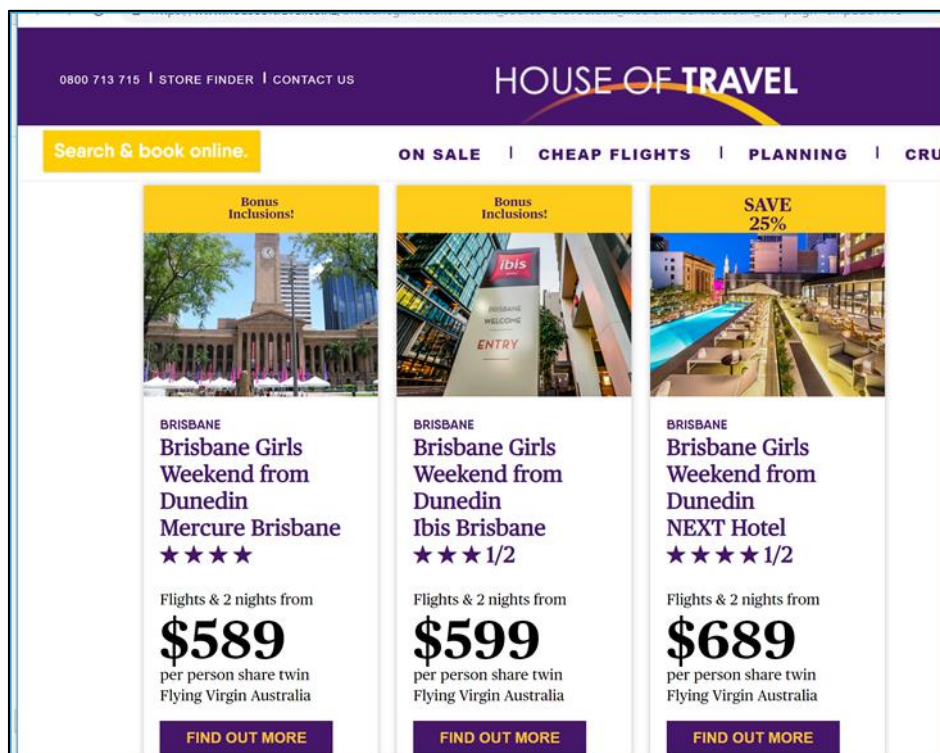 0800 713 715 | STORE FINDER | CONTACT US
HOUSE OF TRAVEL
Search & book online.
ON SALE | CHEAP FLIGHTS | PLANNING | CRU
Bonus
Inclusions!
ibis
BRISBANE
WELCOME
ENTRY
BRISBANE
Brisbane Girls
Weekend from
Dunedin
Mercure Brisbane
★★★★
Flights & 2 nights from
$589
per person share twin
Flying Virgin Australia
FIND OUT MORE
Bonus
Inclusions!
BRISBANE
Brisbane Girls
Weekend from
Dunedin
Ibis Brisbane
★★★1/2
Flights & 2 nights from
$599
per person share twin
Flying Virgin Australia
FIND OUT MORE
SAVE
25%
BRISBANE
Brisbane Girls
Weekend from
Dunedin
NEXT Hotel
★★★★1/2
Flights & 2 nights from
$689
per person share twin
Flying Virgin Australia
FIND OUT MORE